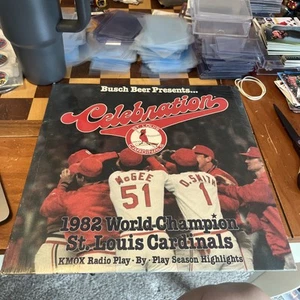 Busch Beer Presents...
Celebration
McGEE
51
O. SMITH
1
1982 World Champion
St. Louis Cardinals
KMOX Radio Play-By-Play Season Highlights